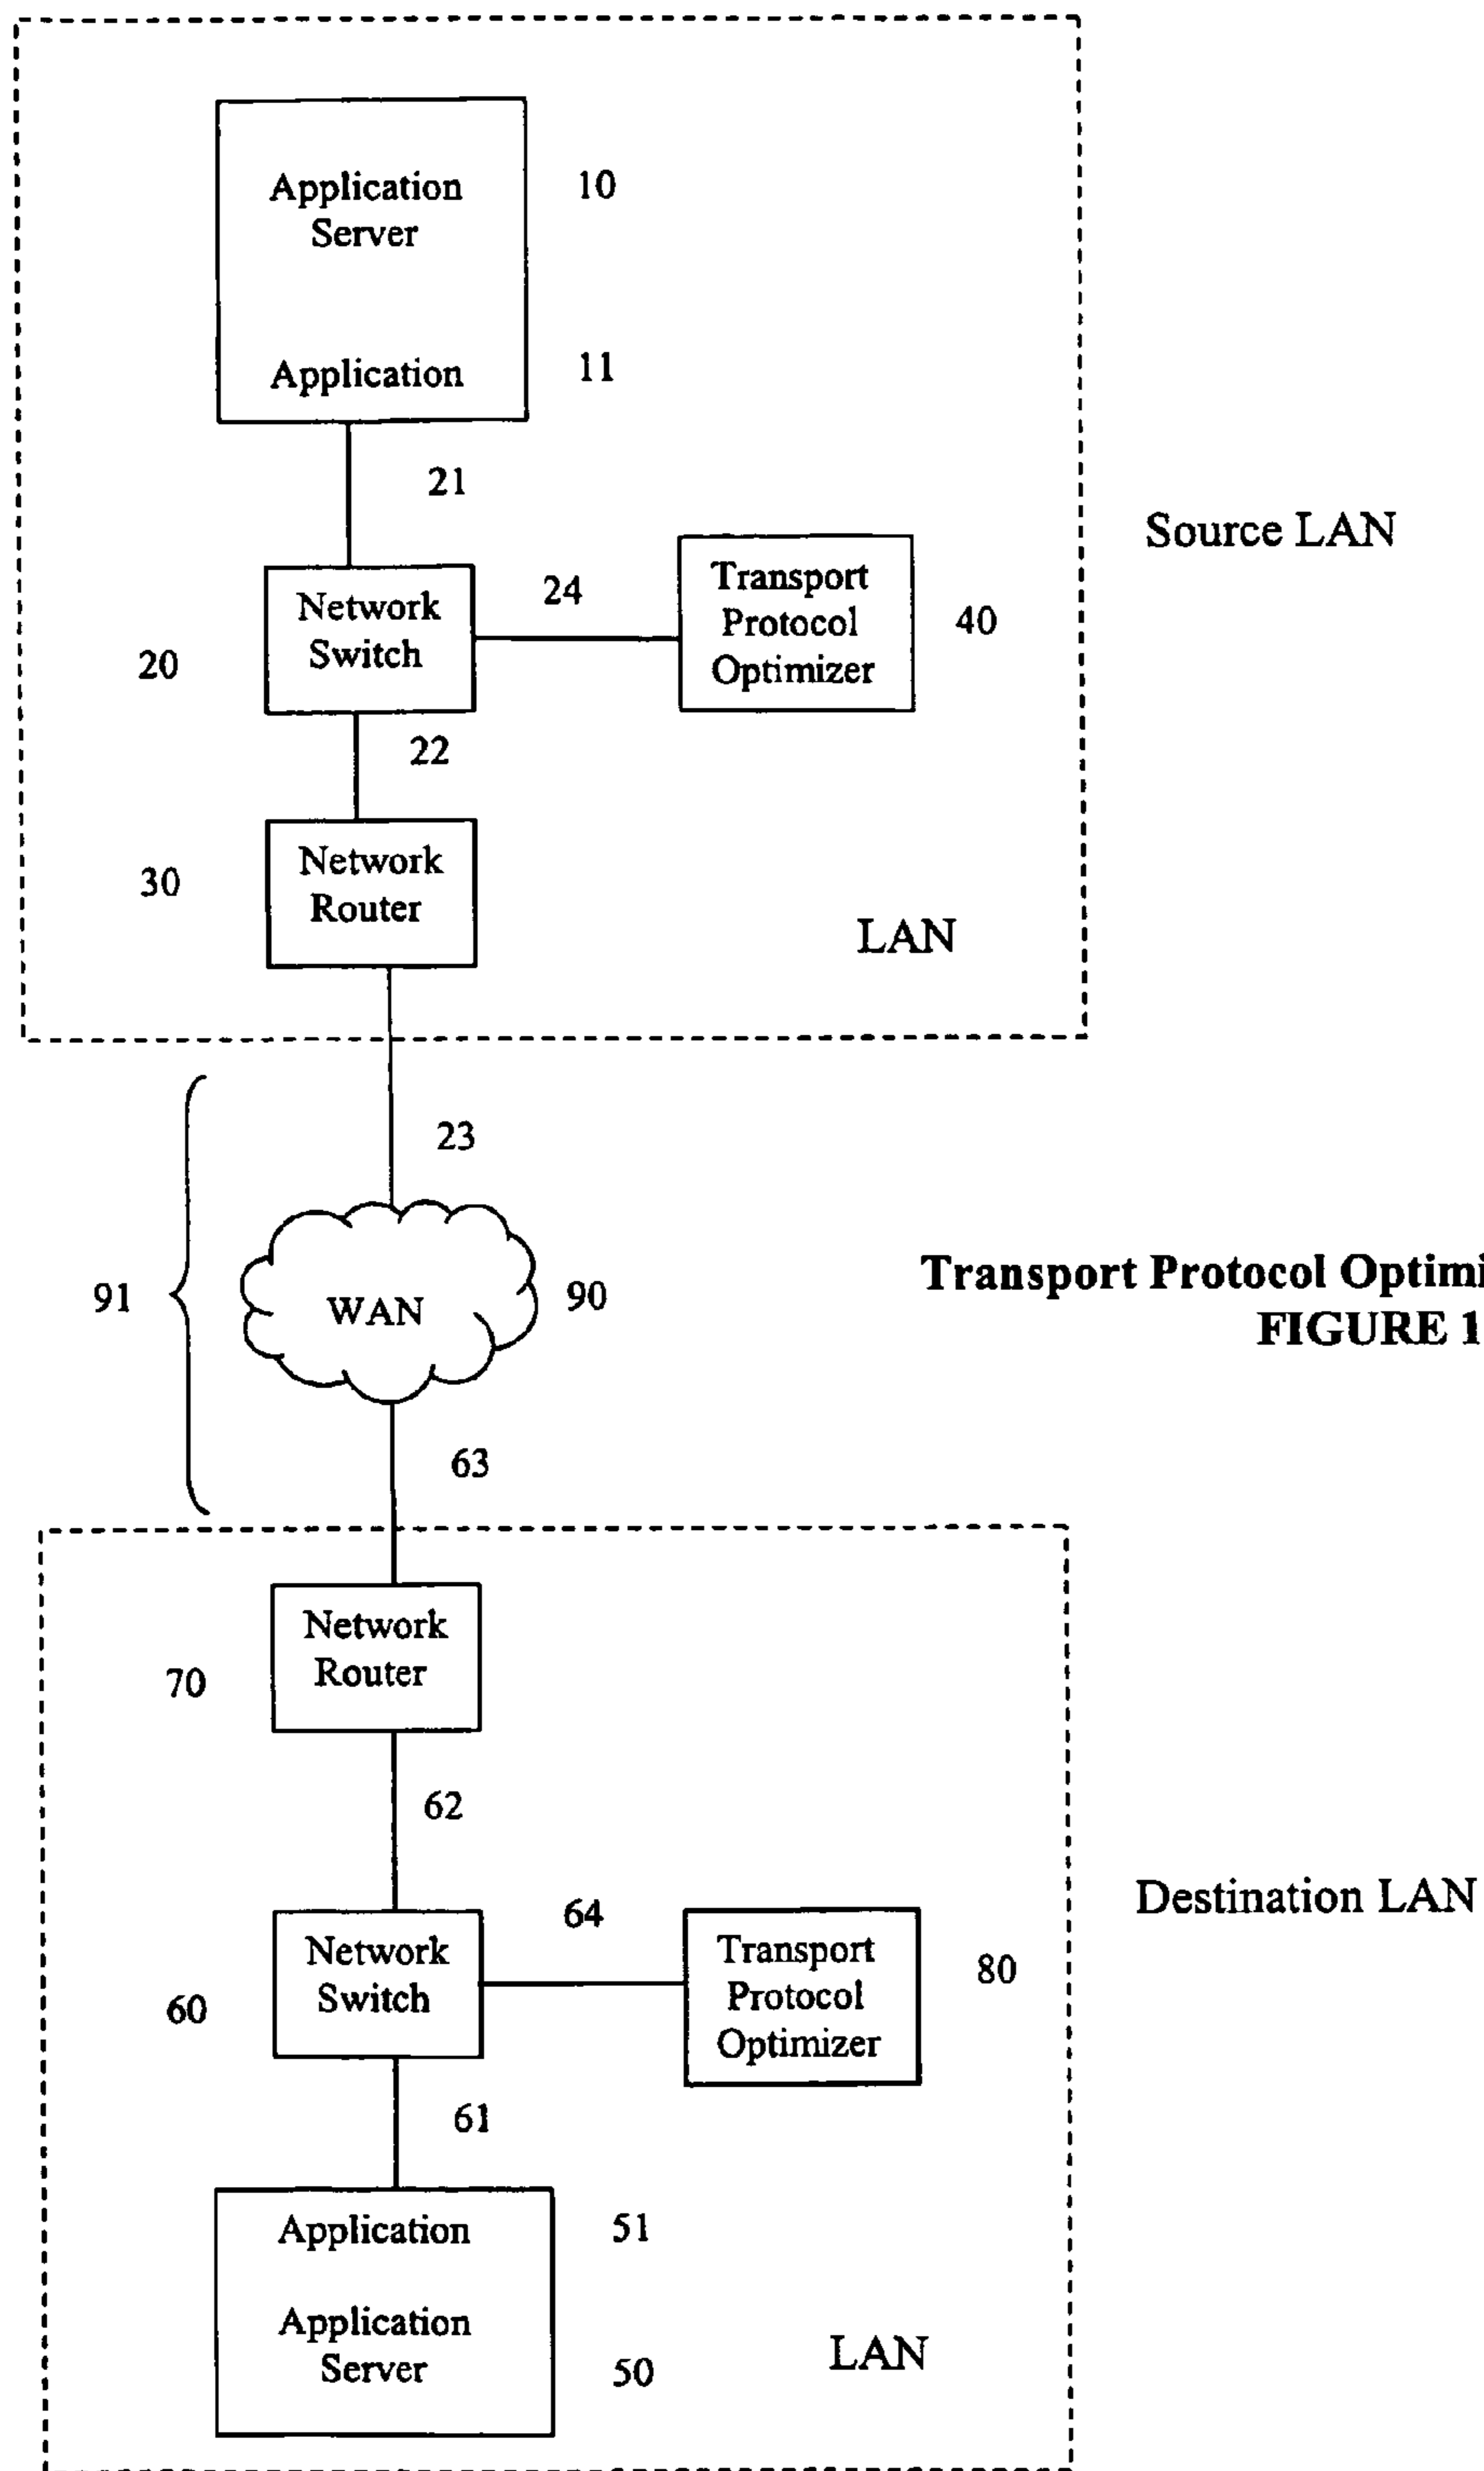 Application
Server
10
Application
11
21
Network
Switch
20
24
Transport
Protocol
Optimizer
40
Source LAN
22
Network
Router
30
LAN
23
91
WAN
90
Transport Protocol Optimi
FIGURE 1
63
Network
Router
70
62
Network
Switch
60
64
Transport
Protocol
Optimizer
80
Destination LAN
61
Application
51
Application
Server
50
LAN